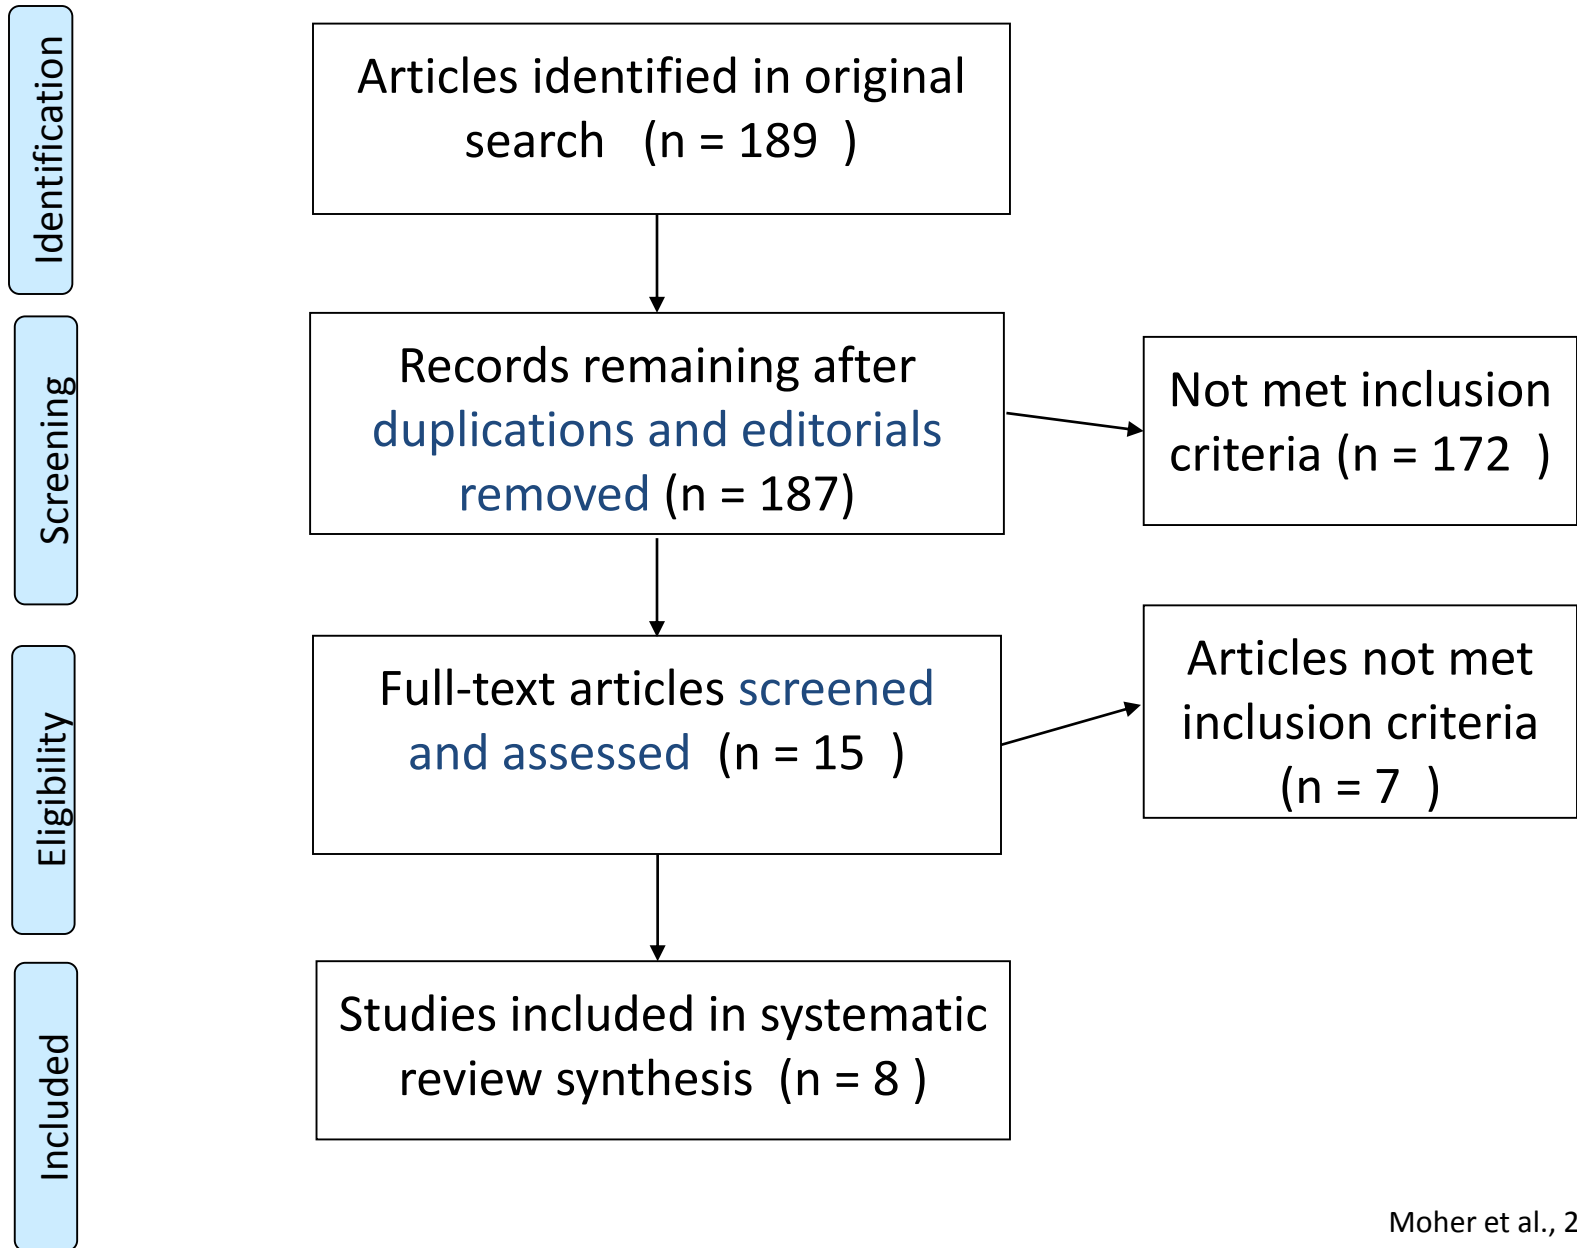 Identification
Articles identified in original
search (n = 189 )
Screening
Records remaining after
duplications and editorials
removed (n = 187)
Not met inclusion
criteria (n = 172 )
Eligibility
Full-text articles screened
and assessed (n = 15 )
Articles not met
inclusion criteria
(n = 7 )
Included
Studies included in systematic
review synthesis (n = 8 )
Moher et al., 2